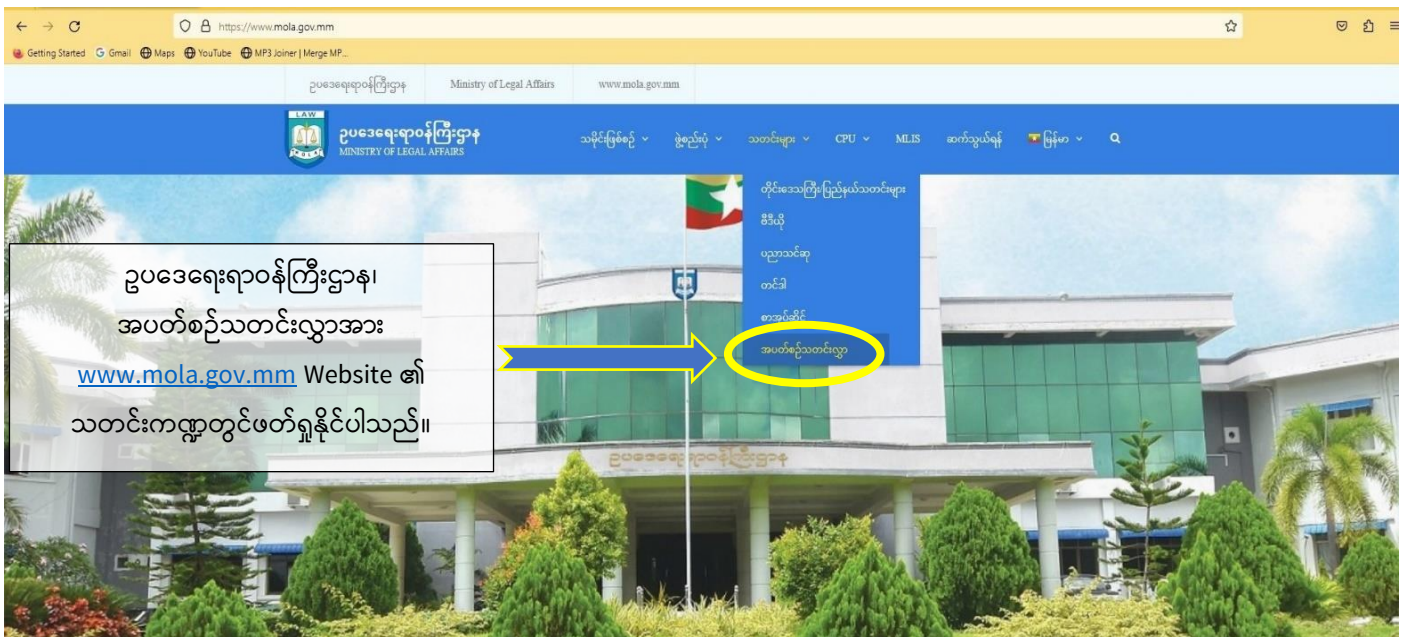 https://www.mola.gov.mm
Getting Started Gmail Maps YouTube MP3 Joiner | Merge MP...
ဥပဒေရေးရာဝန်ကြီးဌာန Ministry of Legal Affairs www.mola.gov.mm
LAW
ဥပဒေရေးရာဝန်ကြီးဌာန
MINISTRY OF LEGAL AFFAIRS
MOLA
သမိုင်းဖြစ်စဉ် ဖွဲ့စည်းပုံ သတင်းများ CPU MLIS ဆက်သွယ်ရန် မြန်မာ
တိုင်းဒေသကြီး/ပြည်နယ်သတင်းများ
ဗီဒီယို
ပညာသင်ဆု
တင်ဒါ
စာအုပ်ဆိုင်
အပတ်စဉ်သတင်းလွှာ
ဥပဒေရေးရာဝန်ကြီးဌာန၊
အပတ်စဉ်သတင်းလွှာအား
www.mola.gov.mm Website ၏
သတင်းကဏ္ဍတွင်ဖတ်ရှုနိုင်ပါသည်။
ဥပဒေရေးရာဝန်ကြီးဌာန